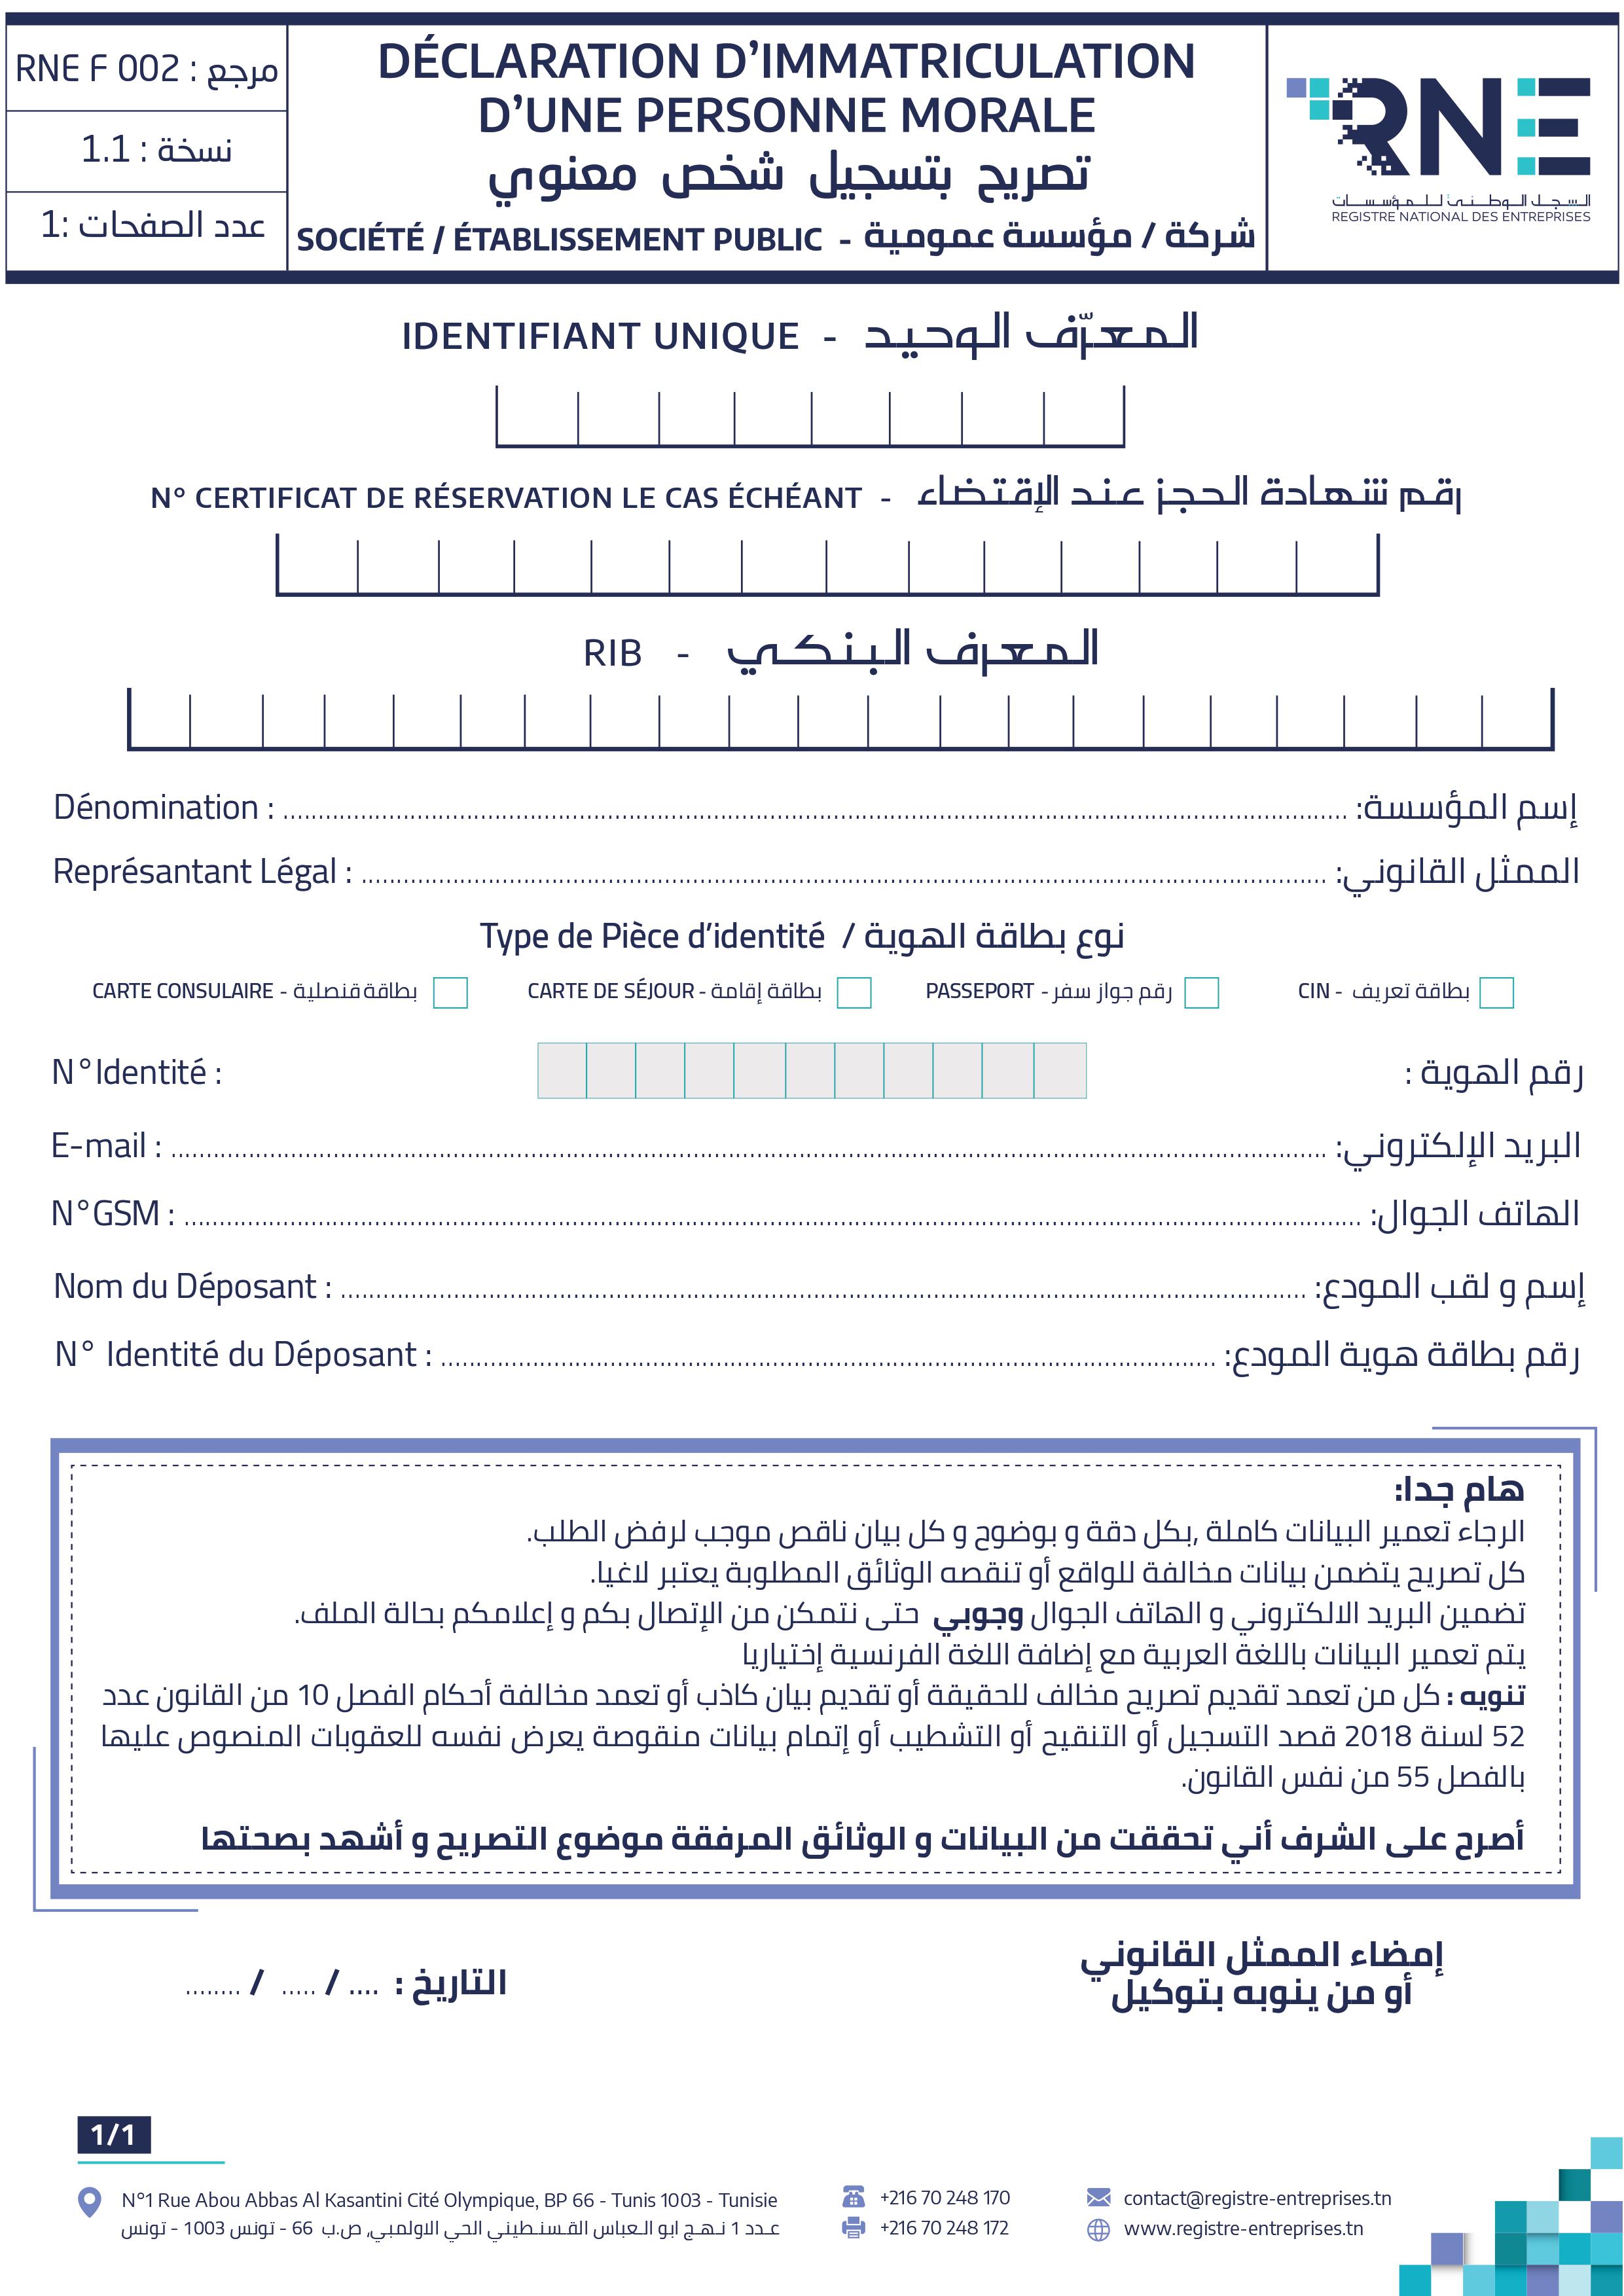 مرجع : RNE F 002
نسخة : 1.1
عدد الصفحات :1
DÉCLARATION D'IMMATRICULATION
D'UNE PERSONNE MORALE
تصريح بتسجيل شخص معنوي
SOCIÉTÉ / ÉTABLISSEMENT PUBLIC - شركة / مؤسسة عمومية
RNE
السجل الوطني للمؤسسات
REGISTRE NATIONAL DES ENTREPRISES
IDENTIFIANT UNIQUE - المعرّف الوحيد
N° CERTIFICAT DE RÉSERVATION LE CAS ÉCHÉANT - رقم شهادة الحجز عند الإقتضاء
RIB - المعرف البنكي
Dénomination : ........ إسم المؤسسة:
Représantant Légal : ........ الممثل القانوني:
Type de Pièce d'identité / نوع بطاقة الهوية
CARTE CONSULAIRE - بطاقة قنصلية CARTE DE SÉJOUR - بطاقة إقامة PASSEPORT - رقم جواز سفر CIN - بطاقة تعريف
N°Identité : رقم الهوية :
E-mail : ........ البريد الإلكتروني:
N°GSM : ........ الهاتف الجوال:
Nom du Déposant : ........ إسم و لقب المودع:
N° Identité du Déposant : ........ رقم بطاقة هوية المودع:
هام جدا:
الرجاء تعمير البيانات كاملة ,بكل دقة و بوضوح و كل بيان ناقص موجب لرفض الطلب.
كل تصريح يتضمن بيانات مخالفة للواقع أو تنقصه الوثائق المطلوبة يعتبر لاغيا.
تضمين البريد الالكتروني و الهاتف الجوال وجوبي حتى نتمكن من الإتصال بكم و إعلامكم بحالة الملف.
يتم تعمير البيانات باللغة العربية مع إضافة اللغة الفرنسية إختياريا
تنويه : كل من تعمد تقديم تصريح مخالف للحقيقة أو تقديم بيان كاذب أو تعمد مخالفة أحكام الفصل 10 من القانون عدد
52 لسنة 2018 قصد التسجيل أو التنقيح أو التشطيب أو إتمام بيانات منقوصة يعرض نفسه للعقوبات المنصوص عليها
بالفصل 55 من نفس القانون.
أصرح على الشرف أني تحققت من البيانات و الوثائق المرفقة موضوع التصريح و أشهد بصحتها
إمضاء الممثل القانوني
أو من ينوبه بتوكيل
التاريخ : .... / ..... / ........
1/1
N°1 Rue Abou Abbas Al Kasantini Cité Olympique, BP 66 - Tunis 1003 - Tunisie
عدد 1 نهج ابو العباس القسنطيني الحي الاولمبي، ص.ب 66 - تونس 1003 - تونس
+216 70 248 170
+216 70 248 172
contact@registre-entreprises.tn
www.registre-entreprises.tn